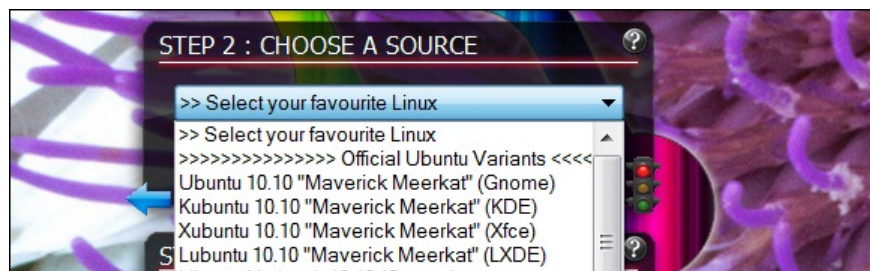 STEP 2 : CHOOSE A SOURCE
?
>> Select your favourite Linux
>> Select your favourite Linux
>>>>>>>>>>>>>>> Official Ubuntu Variants <<<<
Ubuntu 10.10 "Maverick Meerkat" (Gnome)
Kubuntu 10.10 "Maverick Meerkat" (KDE)
Xubuntu 10.10 "Maverick Meerkat" (Xfce)
S
?
Lubuntu 10.10 "Maverick Meerkat" (LXDE)